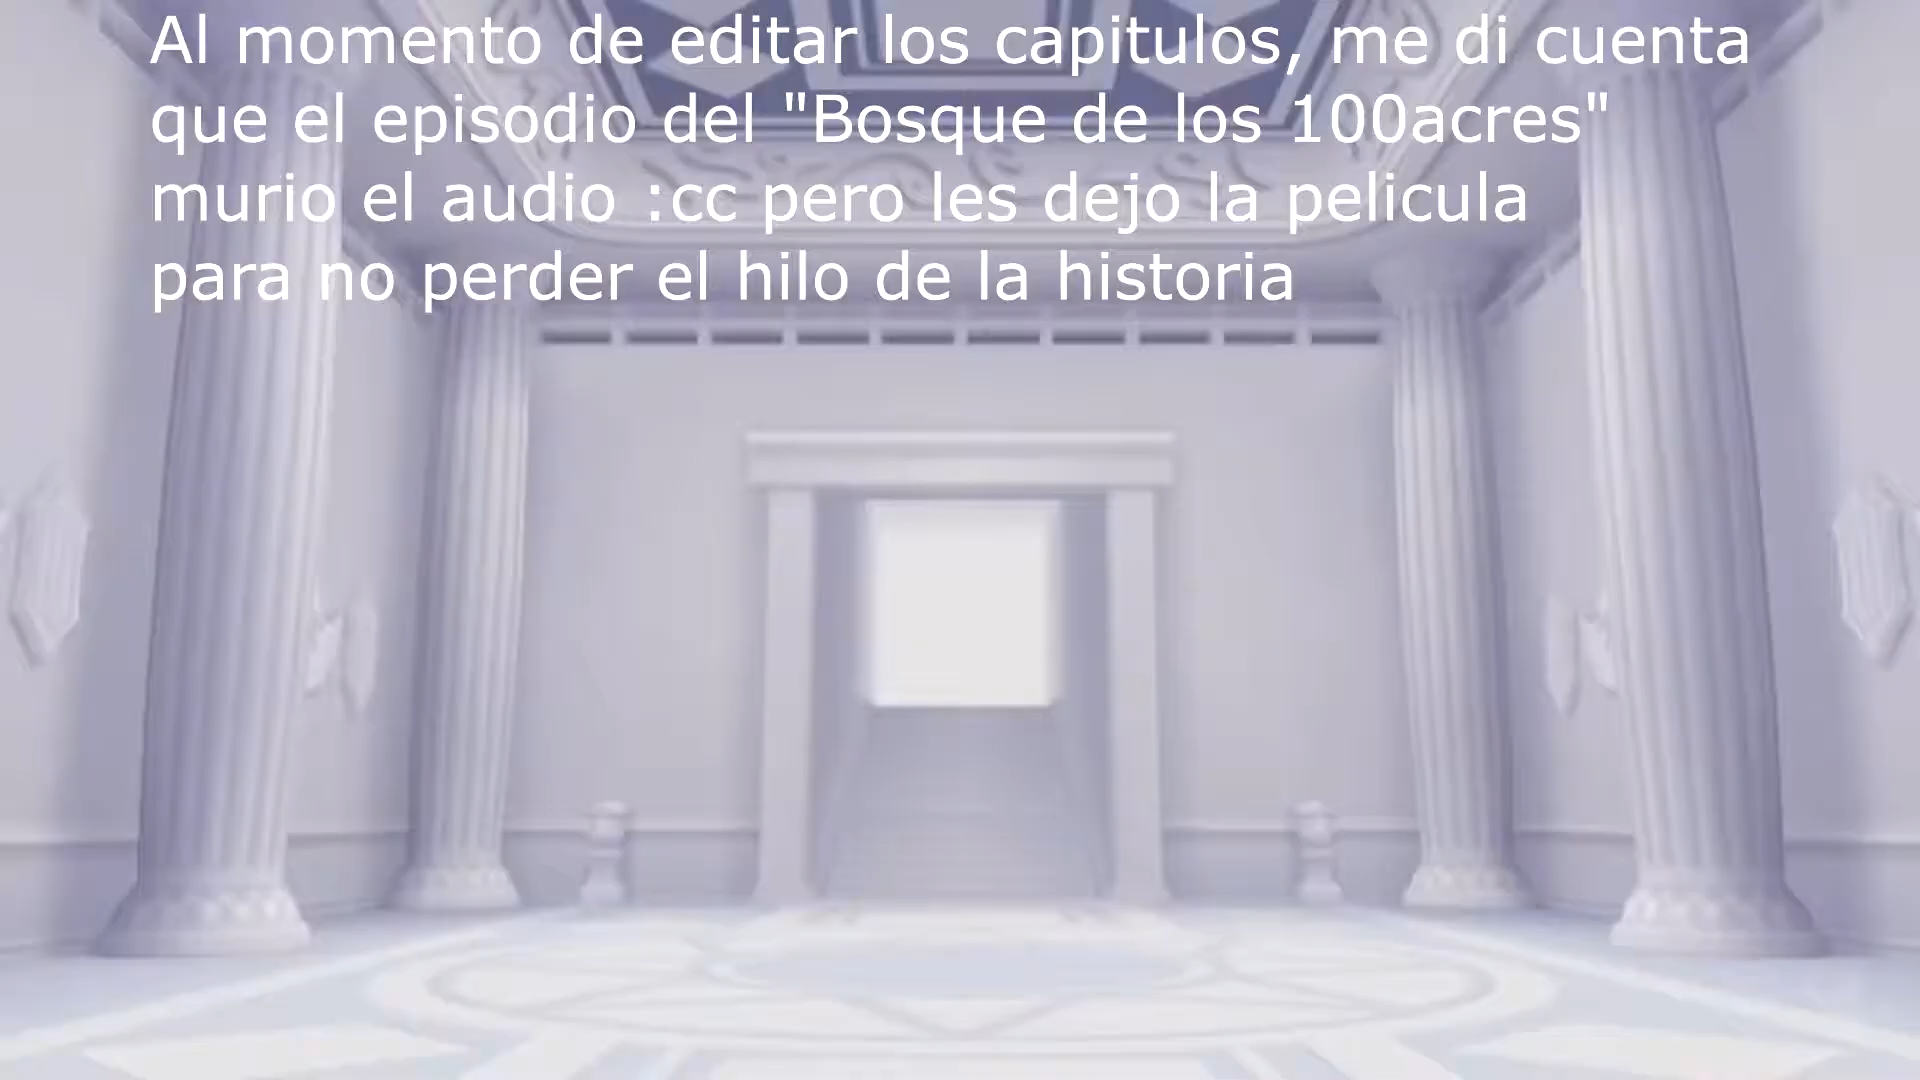 Al momento de editar los capitulos, me di cuenta
que el episodio del "Bosque de los 100acres"
murio el audio :cc pero les dejo la pelicula
para no perder el hilo de la historia